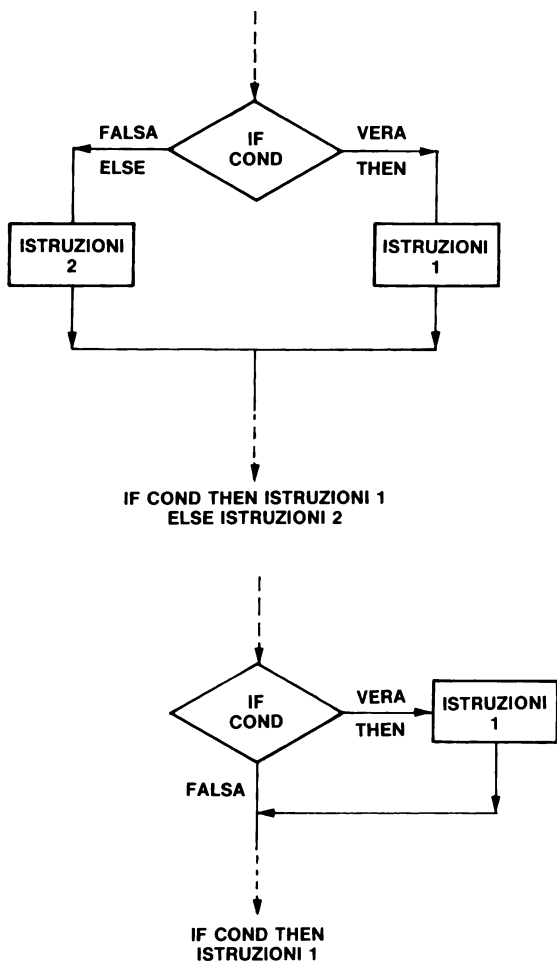 IF
COND
FALSA
ELSE
VERA
THEN
ISTRUZIONI
2
ISTRUZIONI
1
IF COND THEN ISTRUZIONI 1
ELSE ISTRUZIONI 2
IF
COND
VERA
THEN
ISTRUZIONI
1
FALSA
IF COND THEN
ISTRUZIONI 1